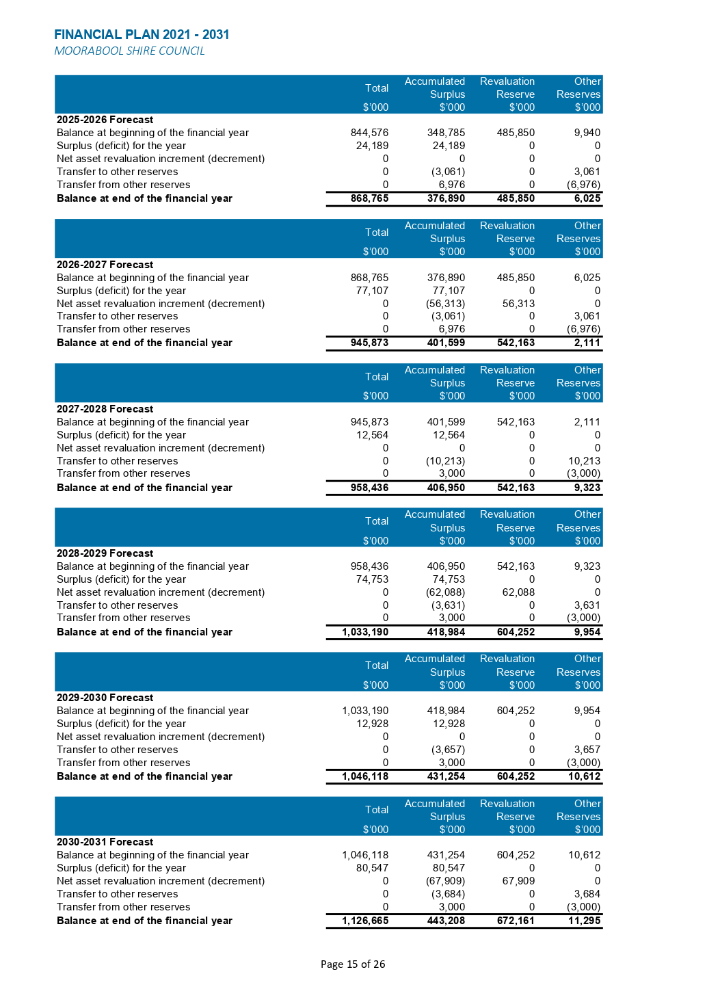 FINANCIAL PLAN 2021 - 2031
MOORABOOL SHIRE COUNCIL
Total Accumulated Surplus Revaluation Reserve Other Reserves
$'000 $'000 $'000 $'000
2025-2026 Forecast
Balance at beginning of the financial year 844,576 348,785 485,850 9,940
Surplus (deficit) for the year 24,189 24,189 0 0
Net asset revaluation increment (decrement) 0 0 0 0
Transfer to other reserves 0 (3,061) 0 3,061
Transfer from other reserves 0 6,976 0 (6,976)
Balance at end of the financial year 868,765 376,890 485,850 6,025
Total Accumulated Surplus Revaluation Reserve Other Reserves
$'000 $'000 $'000 $'000
2026-2027 Forecast
Balance at beginning of the financial year 868,765 376,890 485,850 6,025
Surplus (deficit) for the year 77,107 77,107 0 0
Net asset revaluation increment (decrement) 0 (56,313) 56,313 0
Transfer to other reserves 0 (3,061) 0 3,061
Transfer from other reserves 0 6,976 0 (6,976)
Balance at end of the financial year 945,873 401,599 542,163 2,111
Total Accumulated Surplus Revaluation Reserve Other Reserves
$'000 $'000 $'000 $'000
2027-2028 Forecast
Balance at beginning of the financial year 945,873 401,599 542,163 2,111
Surplus (deficit) for the year 12,564 12,564 0 0
Net asset revaluation increment (decrement) 0 0 0 0
Transfer to other reserves 0 (10,213) 0 10,213
Transfer from other reserves 0 3,000 0 (3,000)
Balance at end of the financial year 958,436 406,950 542,163 9,323
Total Accumulated Surplus Revaluation Reserve Other Reserves
$'000 $'000 $'000 $'000
2028-2029 Forecast
Balance at beginning of the financial year 958,436 406,950 542,163 9,323
Surplus (deficit) for the year 74,753 74,753 0 0
Net asset revaluation increment (decrement) 0 (62,088) 62,088 0
Transfer to other reserves 0 (3,631) 0 3,631
Transfer from other reserves 0 3,000 0 (3,000)
Balance at end of the financial year 1,033,190 418,984 604,252 9,954
Total Accumulated Surplus Revaluation Reserve Other Reserves
$'000 $'000 $'000 $'000
2029-2030 Forecast
Balance at beginning of the financial year 1,033,190 418,984 604,252 9,954
Surplus (deficit) for the year 12,928 12,928 0 0
Net asset revaluation increment (decrement) 0 0 0 0
Transfer to other reserves 0 (3,657) 0 3,657
Transfer from other reserves 0 3,000 0 (3,000)
Balance at end of the financial year 1,046,118 431,254 604,252 10,612
Total Accumulated Surplus Revaluation Reserve Other Reserves
$'000 $'000 $'000 $'000
2030-2031 Forecast
Balance at beginning of the financial year 1,046,118 431,254 604,252 10,612
Surplus (deficit) for the year 80,547 80,547 0 0
Net asset revaluation increment (decrement) 0 (67,909) 67,909 0
Transfer to other reserves 0 (3,684) 0 3,684
Transfer from other reserves 0 3,000 0 (3,000)
Balance at end of the financial year 1,126,665 443,208 672,161 11,295
Page 15 of 26